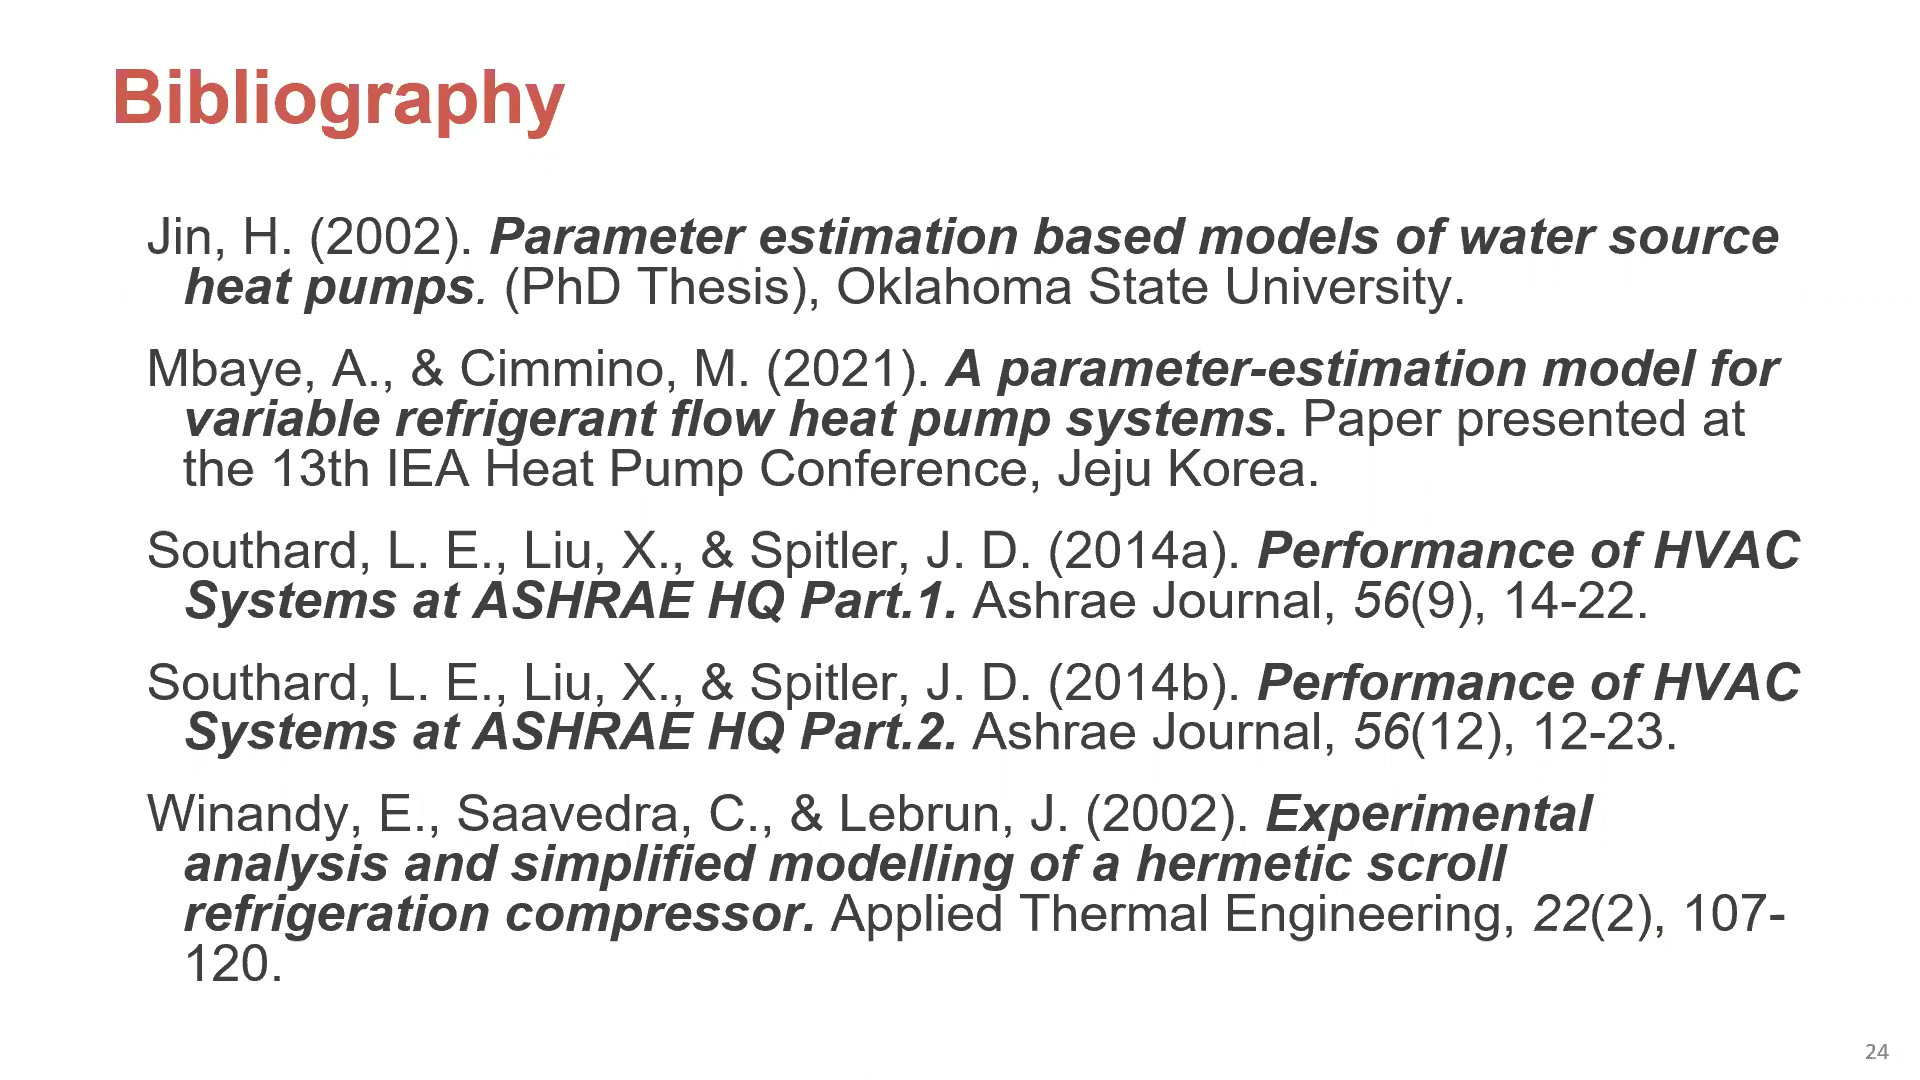 Bibliography
Jin, H. (2002). Parameter estimation based models of water source
heat pumps. (PhD Thesis), Oklahoma State University.
Mbaye, A., & Cimmino, M. (2021). A parameter-estimation model for
variable refrigerant flow heat pump systems. Paper presented at
the 13th IEA Heat Pump Conference, Jeju Korea.
Southard, L. E., Liu, X., & Spitler, J. D. (2014a). Performance of HVAC
Systems at ASHRAE HQ Part.1. Ashrae Journal, 56(9), 14-22.
Southard, L. E., Liu, X., & Spitler, J. D. (2014b). Performance of HVAC
Systems at ASHRAE HQ Part.2. Ashrae Journal, 56(12), 12-23.
Winandy, E., Saavedra, C., & Lebrun, J. (2002). Experimental
analysis and simplified modelling of a hermetic scroll
refrigeration compressor. Applied Thermal Engineering, 22(2), 107-
120.
24